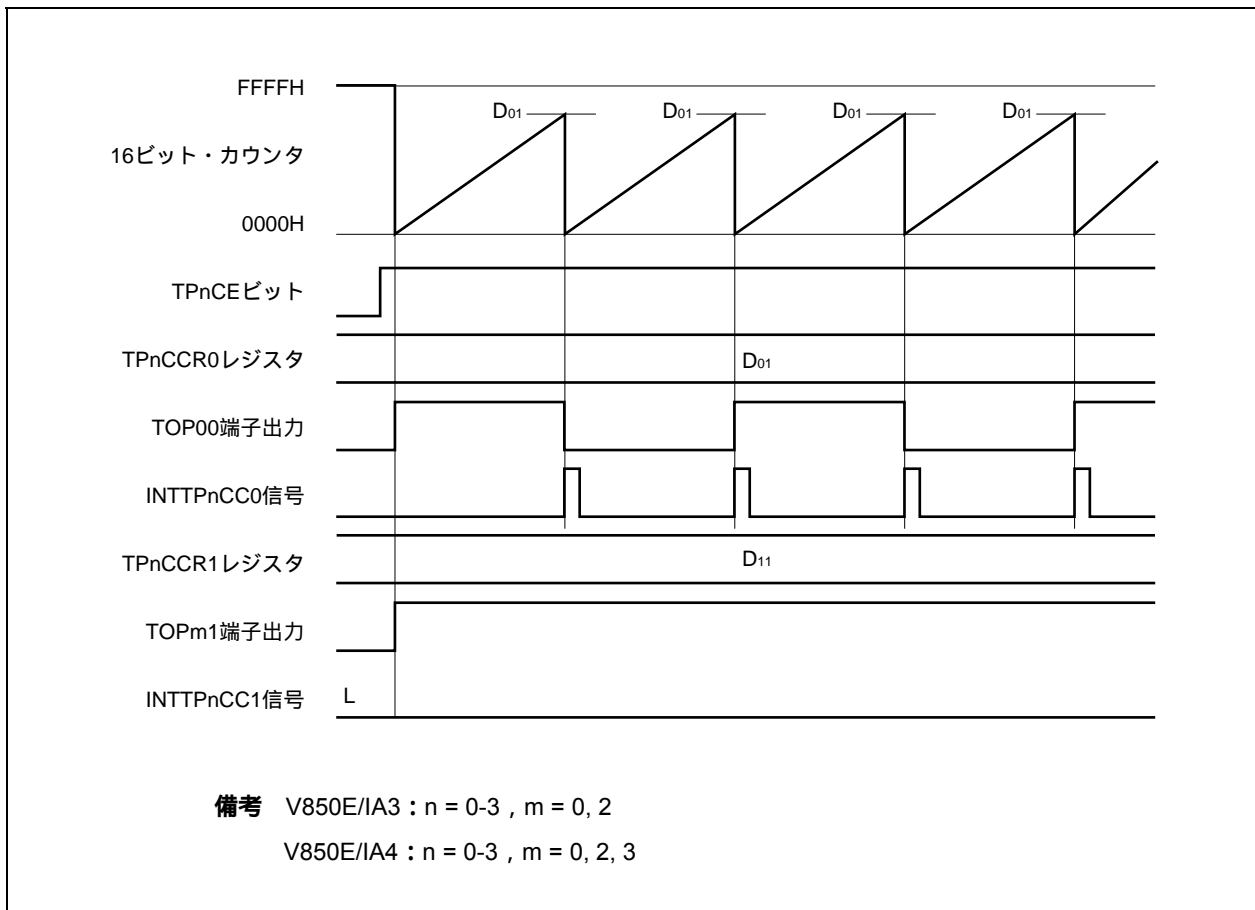 FFFFH
D01 D01 D01 D01
16ビット・カウンタ
0000H
TPnCEビット
TPnCCR0レジスタ D01
TOP00端子出力
INTTPnCC0信号
TPnCCR1レジスタ D11
TOPm1端子出力
INTTPnCC1信号 L
備考 V850E/IA3:n = 0-3 , m = 0, 2
V850E/IA4:n = 0-3 , m = 0, 2, 3